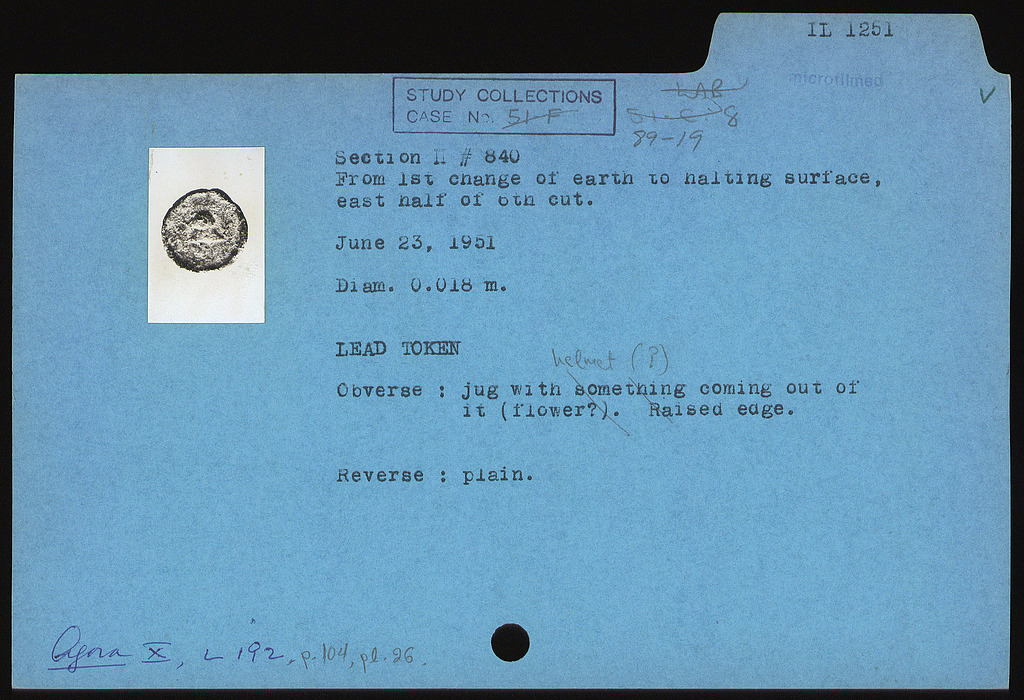 IL 1251
microfilmed
STUDY COLLECTIONS
CASE No. 51-F
LAB
51-C 8
89-19
Section Π # 840
From 1st change of earth to halting surface,
east half of 6th cut.
June 23, 1951
Diam. 0.018 m.
LEAD TOKEN
helmet (?)
Obverse : jug with something coming out of
it (flower?). Raised edge.
Reverse : plain.
Agora X, L 192, p. 104, pl. 26.